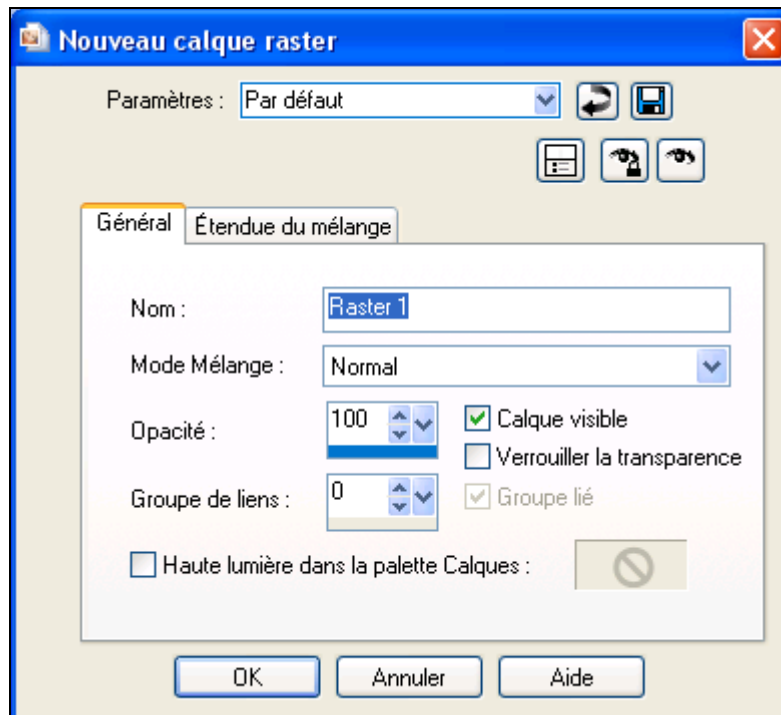 Nouveau calque raster
Paramètres : Par défaut
Général Étendue du mélange
Nom : Raster 1
Mode Mélange : Normal
Opacité : 100 Calque visible
Verrouiller la transparence
Groupe de liens : 0 Groupe lié
Haute lumière dans la palette Calques :
OK Annuler Aide